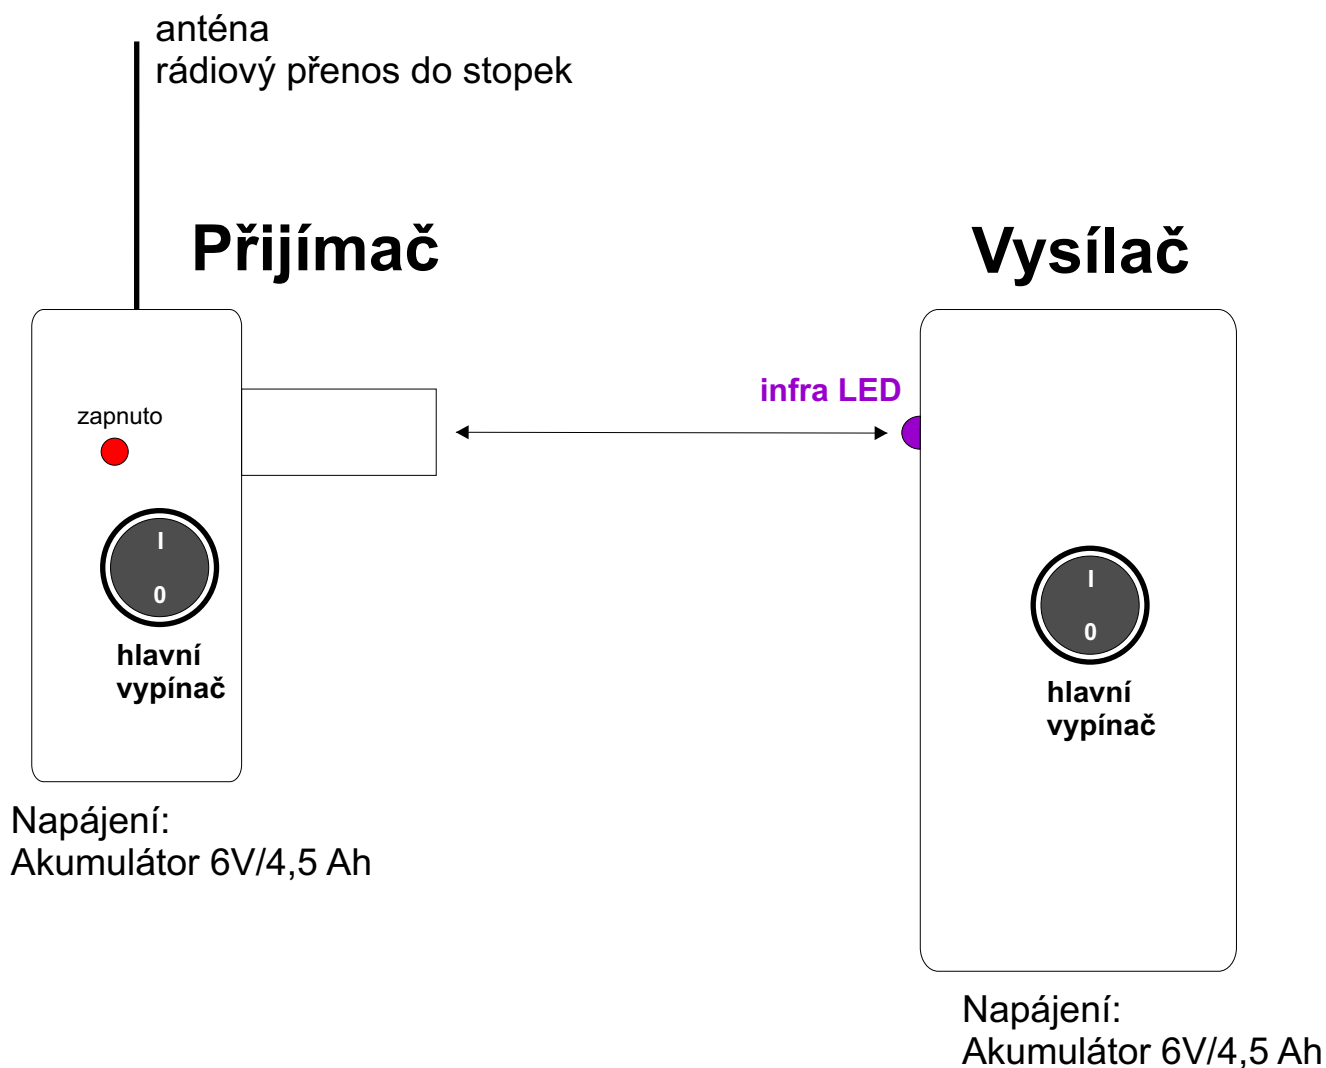 anténa
rádiový přenos do stopek
Přijímač
Vysílač
infra LED
zapnuto
I
0
hlavní
vypínač
I
0
hlavní
vypínač
Napájení:
Akumulátor 6V/4,5 Ah
Napájení:
Akumulátor 6V/4,5 Ah